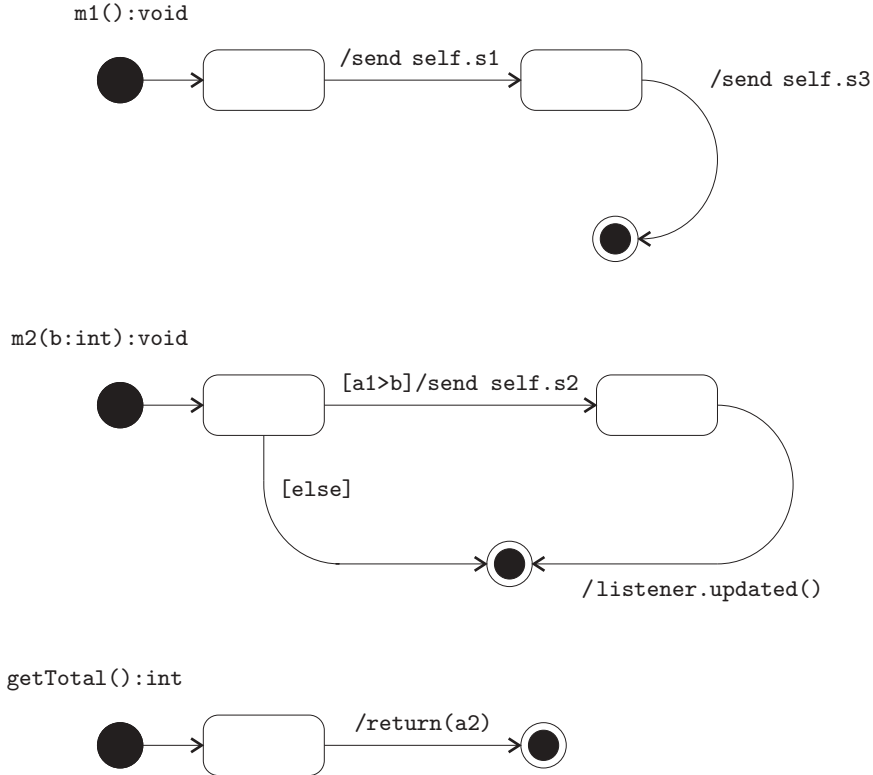 m1():void
/send self.s1
/send self.s3
m2(b:int):void
[a1>b]/send self.s2
[else]
/listener.updated()
getTotal():int
/return(a2)